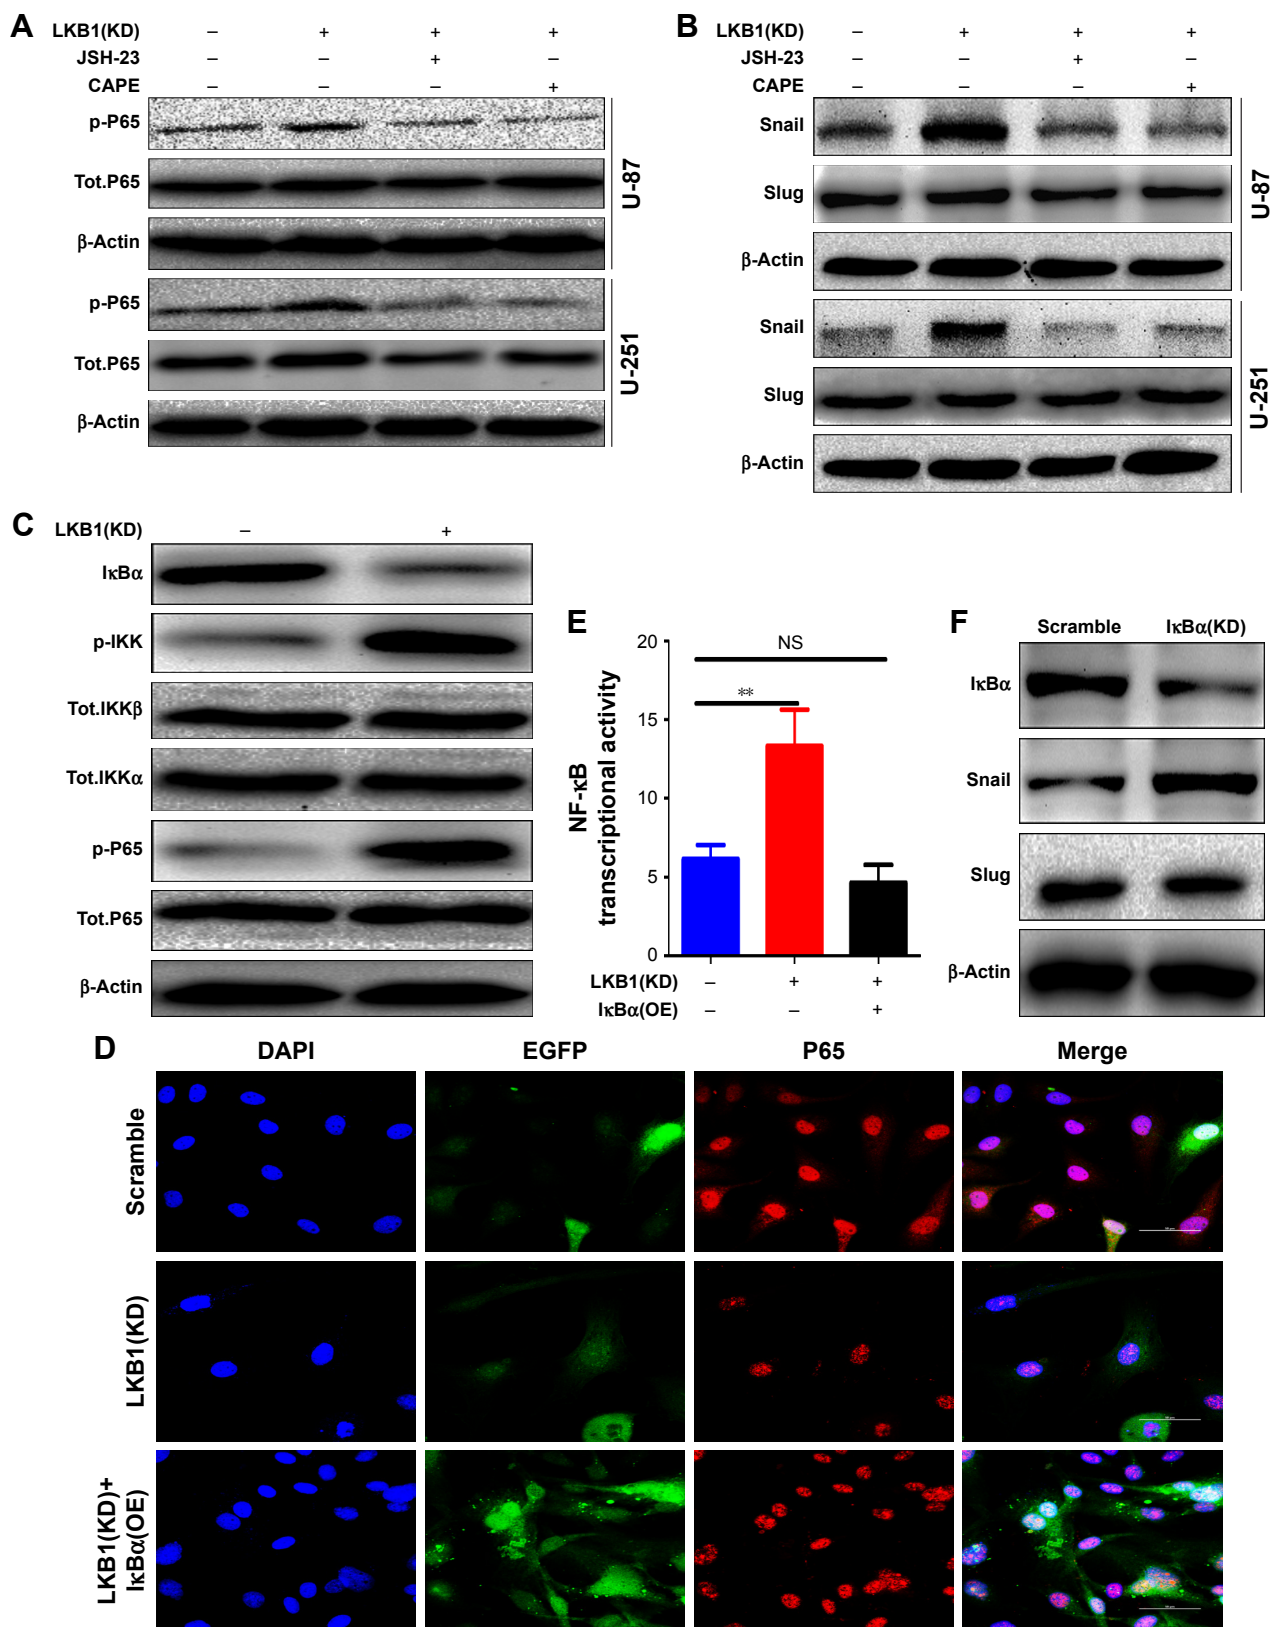 A
LKB1(KD) – + + +
JSH-23 – – + –
CAPE – – – +
p-P65
Tot.P65
β-Actin
U-87
p-P65
Tot.P65
β-Actin
U-251
B
LKB1(KD) – + + +
JSH-23 – – + –
CAPE – – – +
Snail
Slug
β-Actin
U-87
Snail
Slug
β-Actin
U-251
C
LKB1(KD) – +
IκBα
p-IKK
Tot.IKKβ
Tot.IKKα
p-P65
Tot.P65
β-Actin
E
NF-κB
transcriptional activity
20
15
10
5
0
NS
**
LKB1(KD) – + +
IκBα(OE) – – +
F
Scramble IκBα(KD)
IκBα
Snail
Slug
β-Actin
D
DAPI EGFP P65 Merge
Scramble
LKB1(KD)
LKB1(KD)+
IκBα(OE)